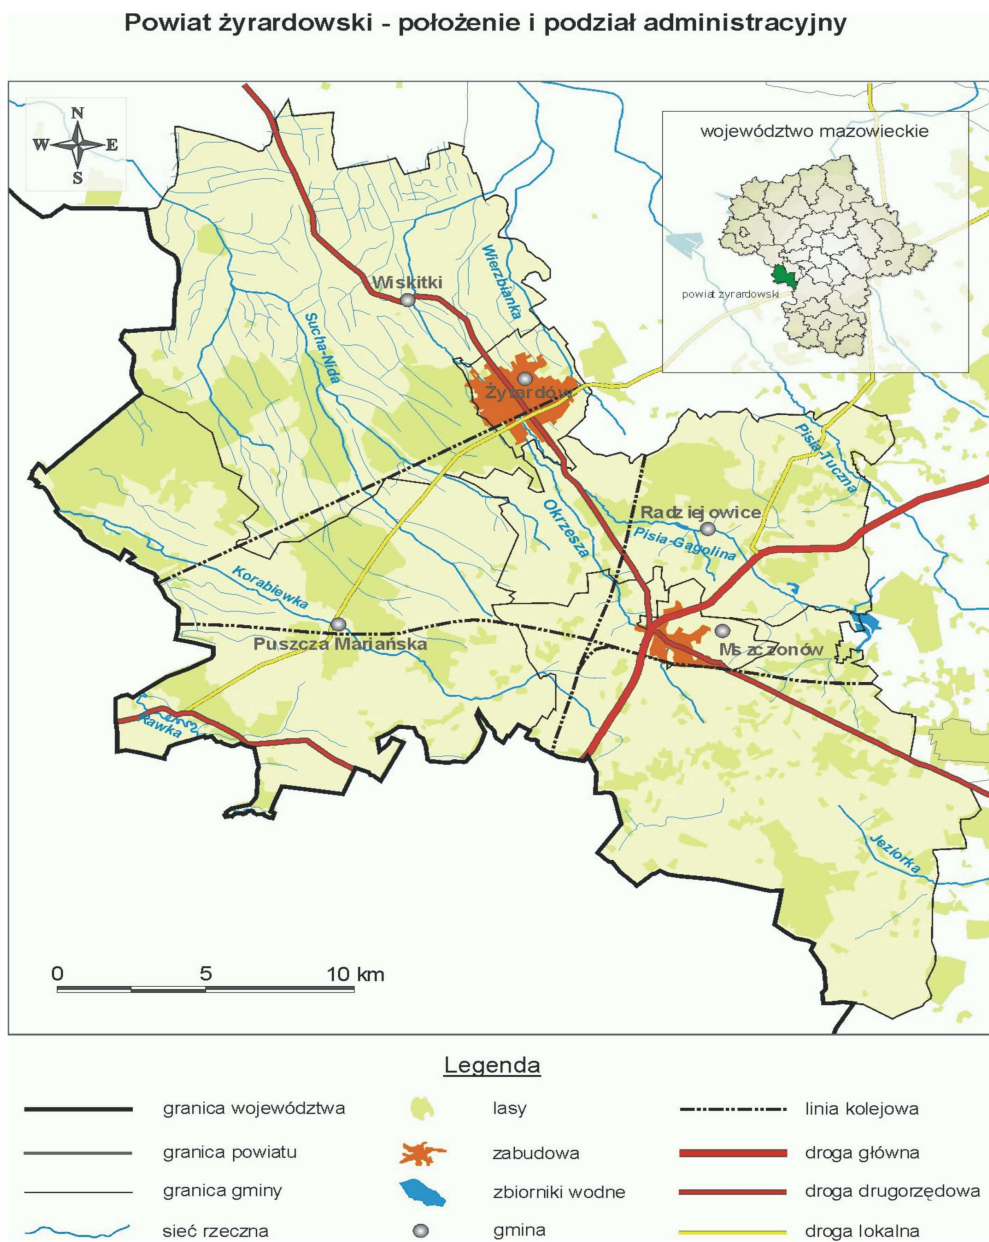 Powiat żyrardowski - położenie i podział administracyjny
N
W E
S
województwo mazowieckie
powiat żyrardowski
Wiskitki
Wierzbianka
Sucha-Nida
Żyrardów
Pisia-Tuczna
Radziejowice
Okrzesza
Pisia-Gągolina
Korabiewka
Puszcza Mariańska
Mszczonów
Rawka
Jeziorka
0 5 10 km
Legenda
granica województwa
lasy
linia kolejowa
granica powiatu
zabudowa
droga główna
granica gminy
zbiorniki wodne
droga drugorzędowa
sieć rzeczna
gmina
droga lokalna